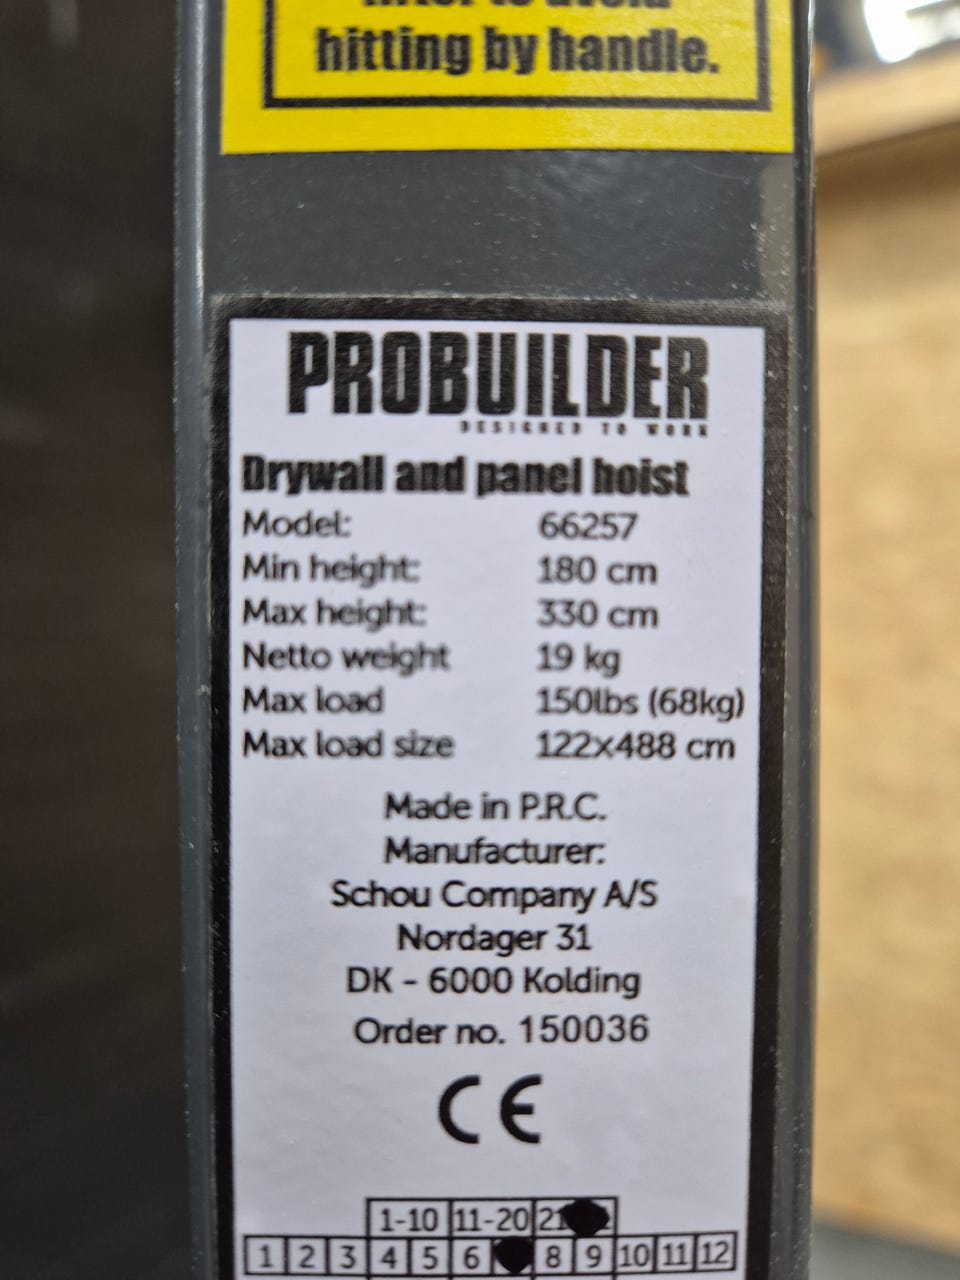 hitting by handle.
PROBUILDER
DESIGNED TO WORK
Drywall and panel hoist
Model: 66257
Min height: 180 cm
Max height: 330 cm
Netto weight 19 kg
Max load 150lbs (68kg)
Max load size 122x488 cm
Made in P.R.C.
Manufacturer:
Schou Company A/S
Nordager 31
DK - 6000 Kolding
Order no. 150036
CE
1-10 11-20 21
1 2 3 4 5 6 8 9 10 11 12